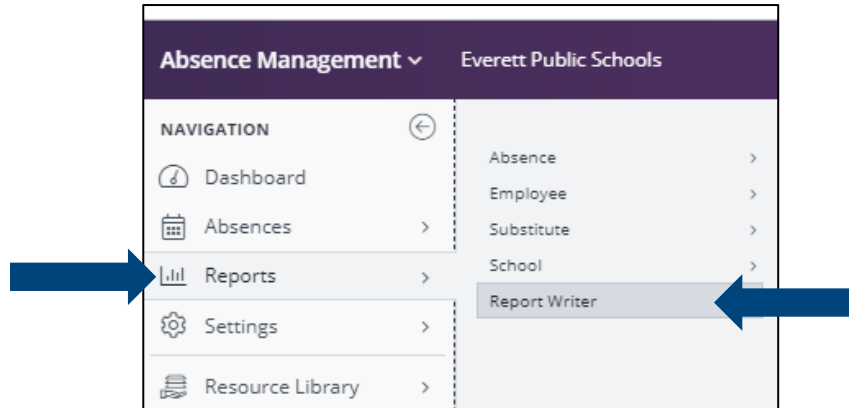 Absence Management Everett Public Schools
NAVIGATION
Dashboard
Absences
Reports
Settings
Resource Library
Absence
Employee
Substitute
School
Report Writer